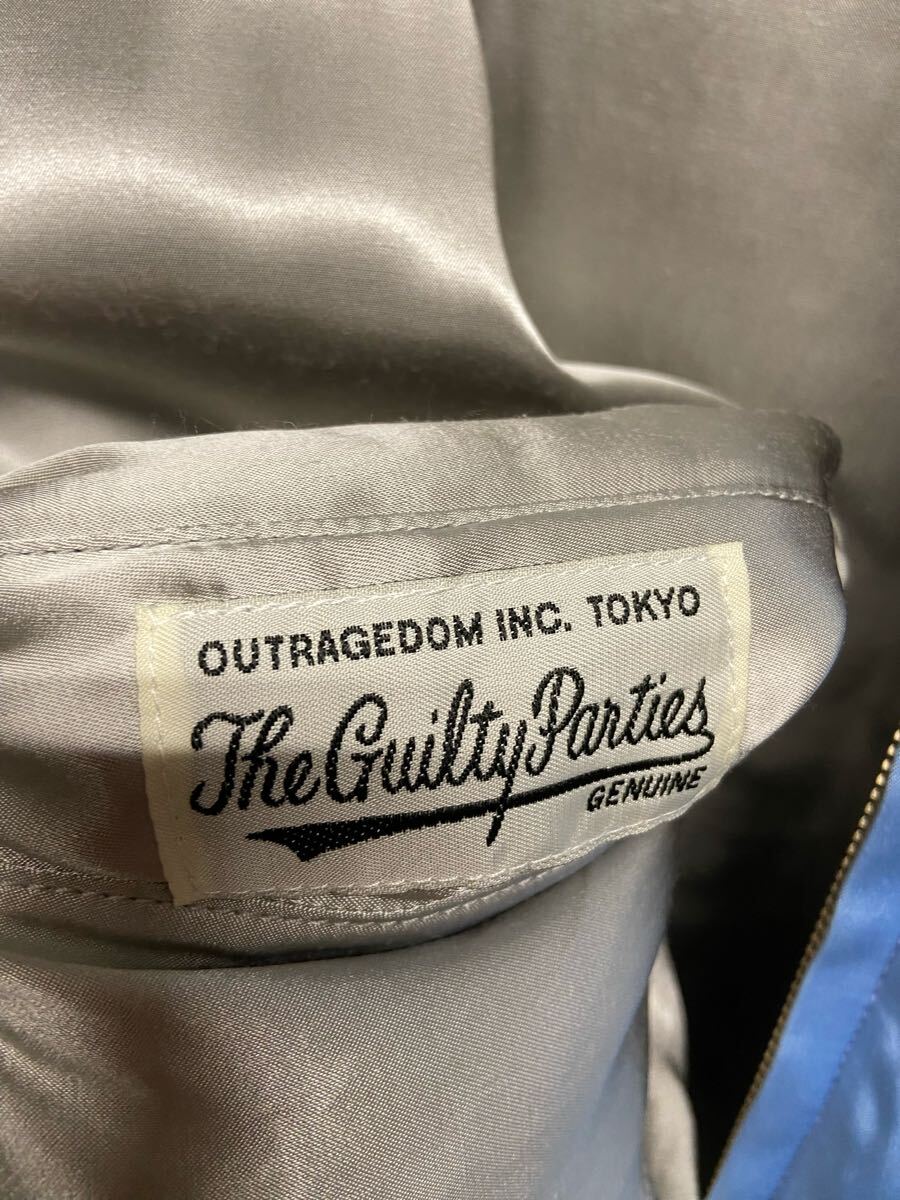 OUTRAGEDOM INC. TOKYO
The Guilty Parties
GENUINE